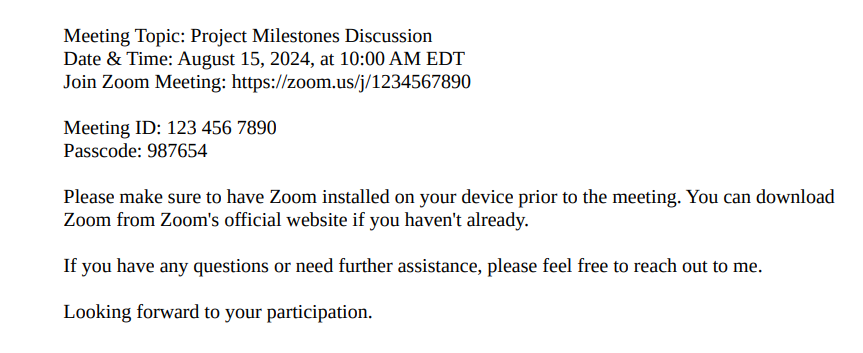 Meeting Topic: Project Milestones Discussion
Date & Time: August 15, 2024, at 10:00 AM EDT
Join Zoom Meeting: https://zoom.us/j/1234567890
Meeting ID: 123 456 7890
Passcode: 987654
Please make sure to have Zoom installed on your device prior to the meeting. You can download
Zoom from Zoom's official website if you haven't already.
If you have any questions or need further assistance, please feel free to reach out to me.
Looking forward to your participation.